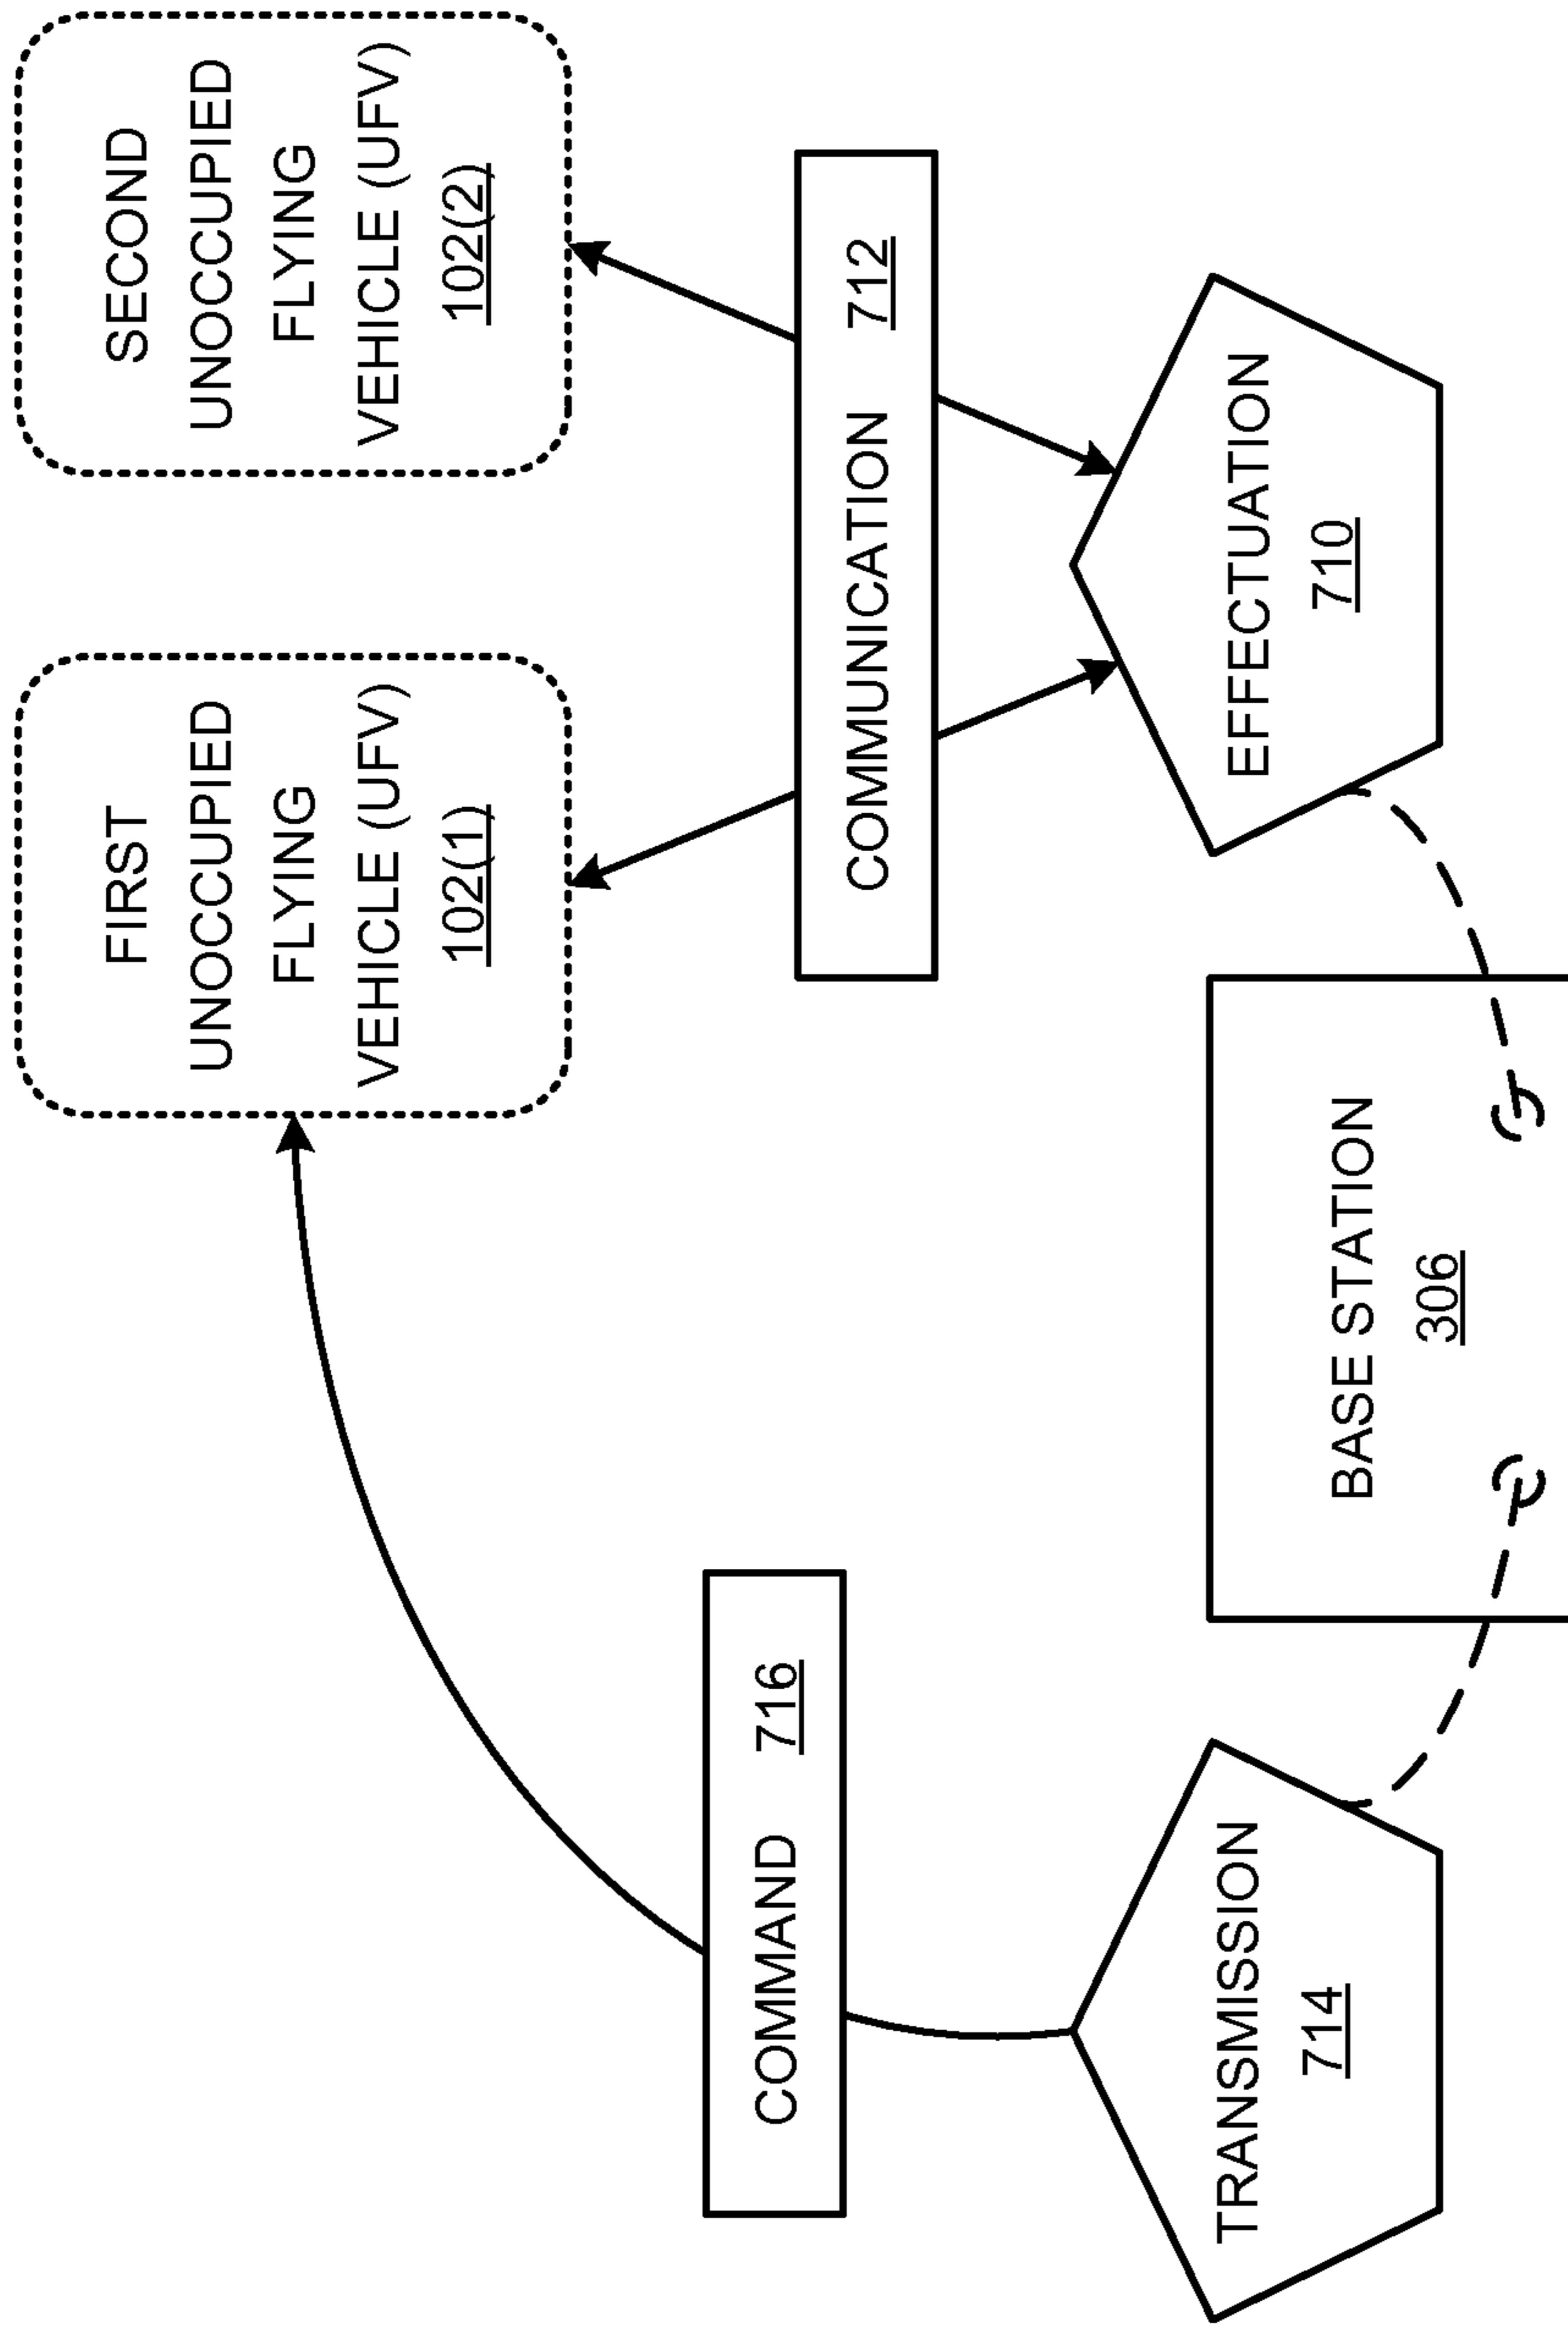 FIRST
UNOCCUPIED
FLYING
VEHICLE (UFV)
102(1)
SECOND
UNOCCUPIED
FLYING
VEHICLE (UFV)
102(2)
COMMAND 716
COMMUNICATION 712
TRANSMISSION
714
BASE STATION
306
EFFECTUATION
710